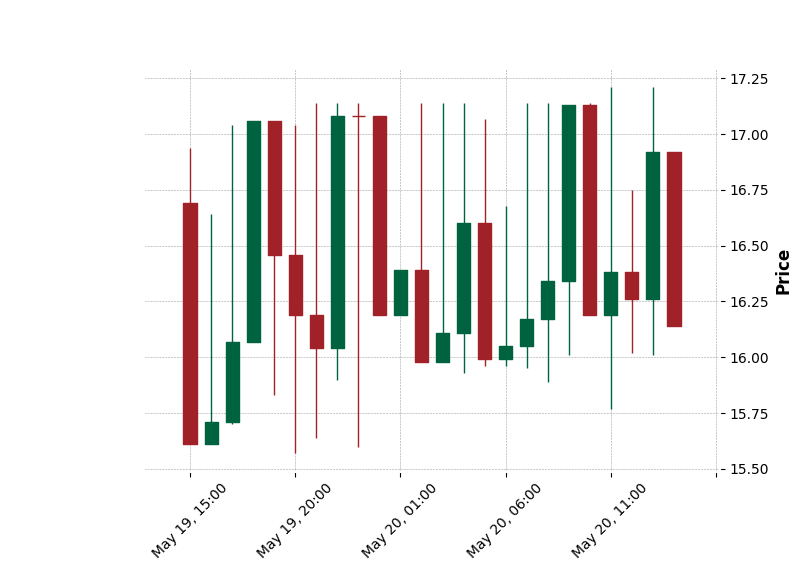 17.25
17.00
16.75
16.50
16.25
16.00
15.75
15.50
Price
May 19, 15:00
May 19, 20:00
May 20, 01:00
May 20, 06:00
May 20, 11:00